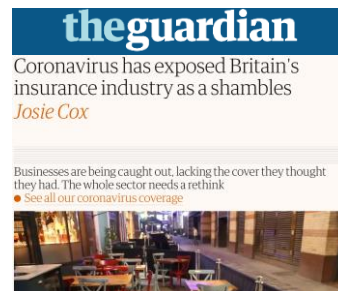 theguardian
Coronavirus has exposed Britain's
insurance industry as a shambles
Josie Cox
Businesses are being caught out, lacking the cover they thought
they had. The whole sector needs a rethink
● See all our coronavirus coverage